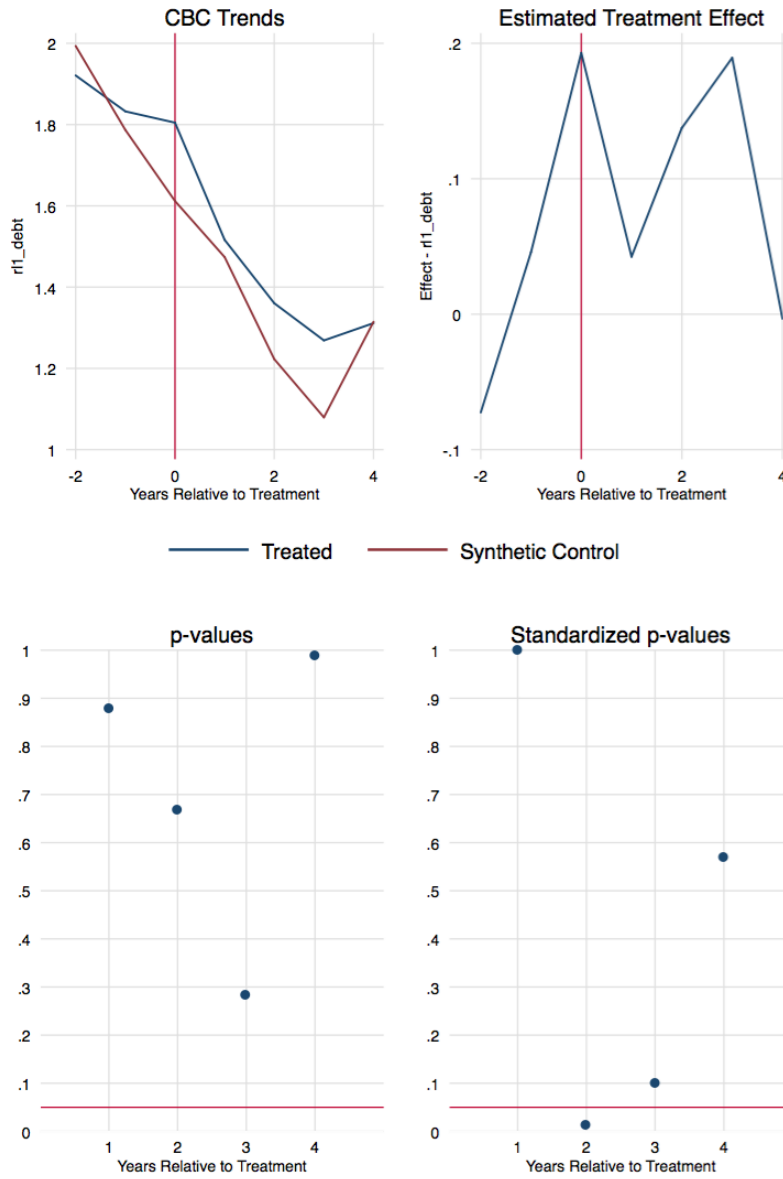 CBC Trends
2
1.8
1.6
1.4
1.2
1
rl1_debt
-2 0 2 4
Years Relative to Treatment
Estimated Treatment Effect
.2
.1
0
-.1
Effect - rl1_debt
-2 0 2 4
Years Relative to Treatment
Treated Synthetic Control
p-values
1
.9
.8
.7
.6
.5
.4
.3
.2
.1
0
1 2 3 4
Years Relative to Treatment
Standardized p-values
1
.9
.8
.7
.6
.5
.4
.3
.2
.1
0
1 2 3 4
Years Relative to Treatment